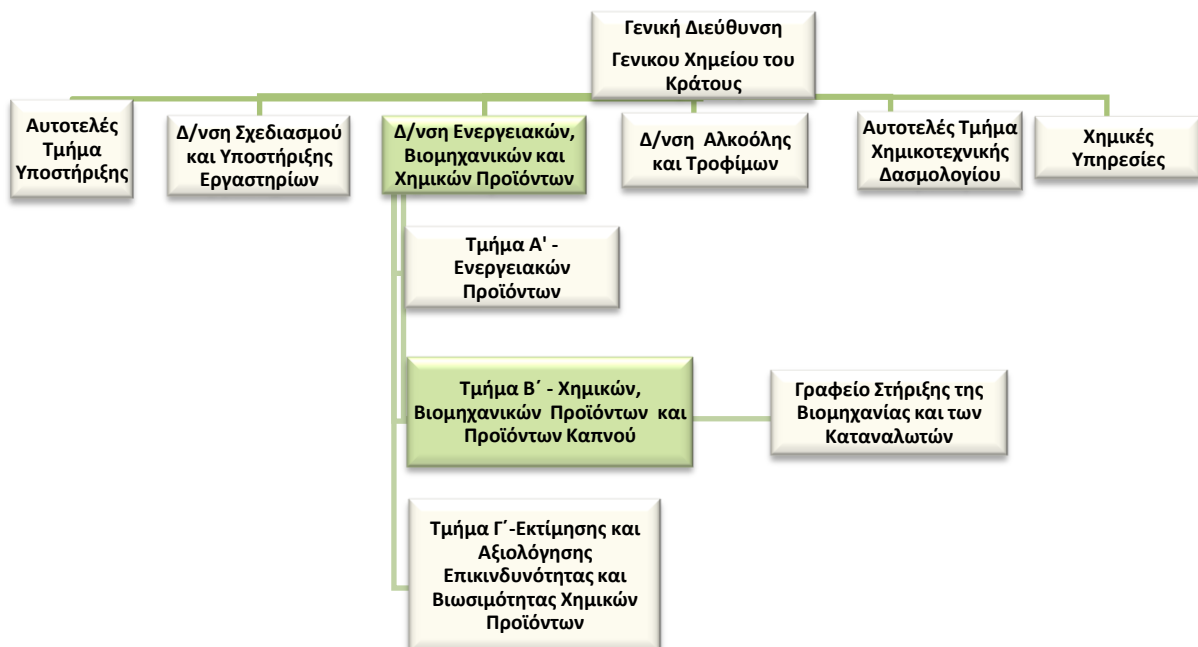 Γενική Διεύθυνση
Γενικου Χημείου του
Κράτους
Αυτοτελές
Τμήμα
Υποστήριξης
Δ/νση Σχεδιασμού
και Υποστήριξης
Εργαστηρίων
Δ/νση Ενεργειακών,
Βιομηχανικών και
Χημικών Προϊόντων
Δ/νση Αλκοόλης
και Τροφίμων
Αυτοτελές Τμήμα
Χημικοτεχνικής
Δασμολογίου
Χημικές
Υπηρεσίες
Τμήμα Α' -
Ενεργειακών
Προϊόντων
Τμήμα Β΄ - Χημικών,
Βιομηχανικών Προϊόντων και
Προϊόντων Καπνού
Γραφείο Στήριξης της
Βιομηχανίας και των
Καταναλωτών
Τμήμα Γ΄-Εκτίμησης και
Αξιολόγησης
Επικινδυνότητας και
Βιωσιμότητας Χημικών
Προϊόντων